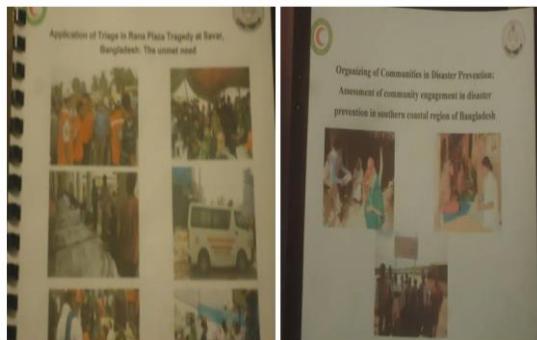 Application of Triage in Rana Plaza Tragedy at Savar,
Bangladesh: The unmet need
Organizing of Communities in Disaster Prevention:
Assessment of community engagement in disaster
prevention in southern coastal region of Bangladesh